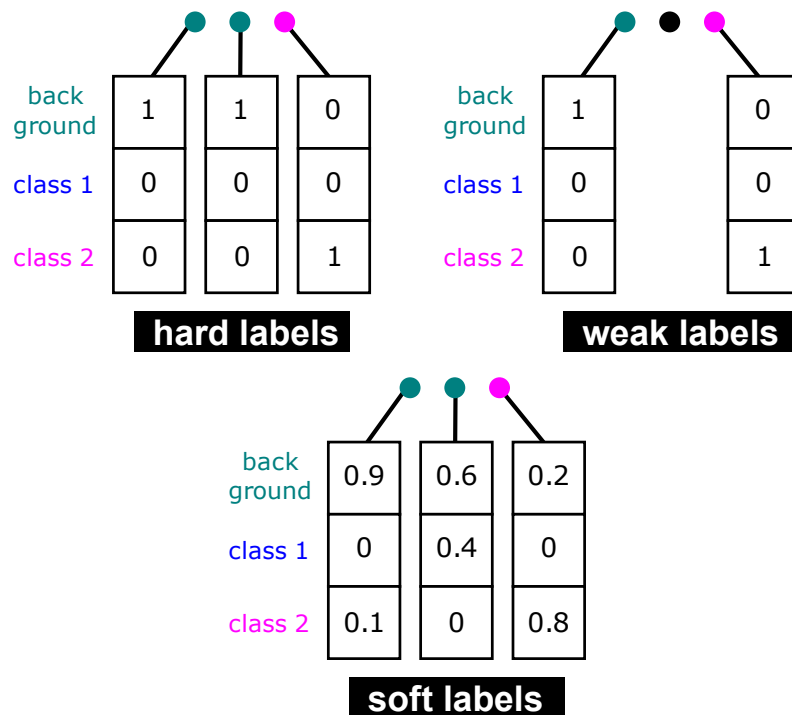 back
ground
1 1 0
class 1
0 0 0
class 2
0 0 1
hard labels
back
ground
1 0
class 1
0 0
class 2
0 1
weak labels
back
ground
0.9 0.6 0.2
class 1
0 0.4 0
class 2
0.1 0 0.8
soft labels